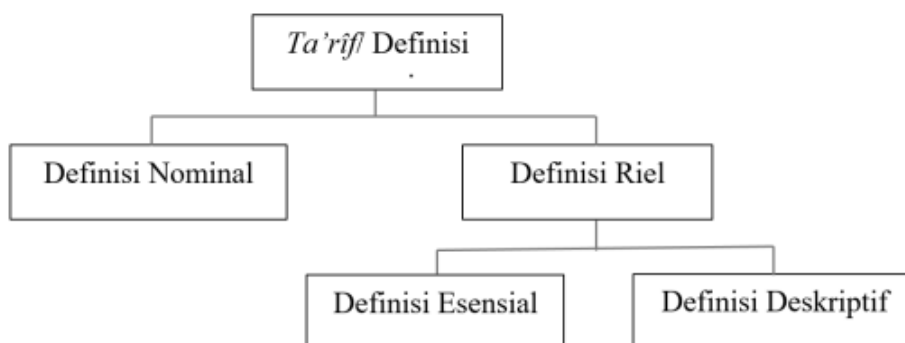 Ta’rîf/ Definisi
.
Definisi Nominal
Definisi Riel
Definisi Esensial
Definisi Deskriptif